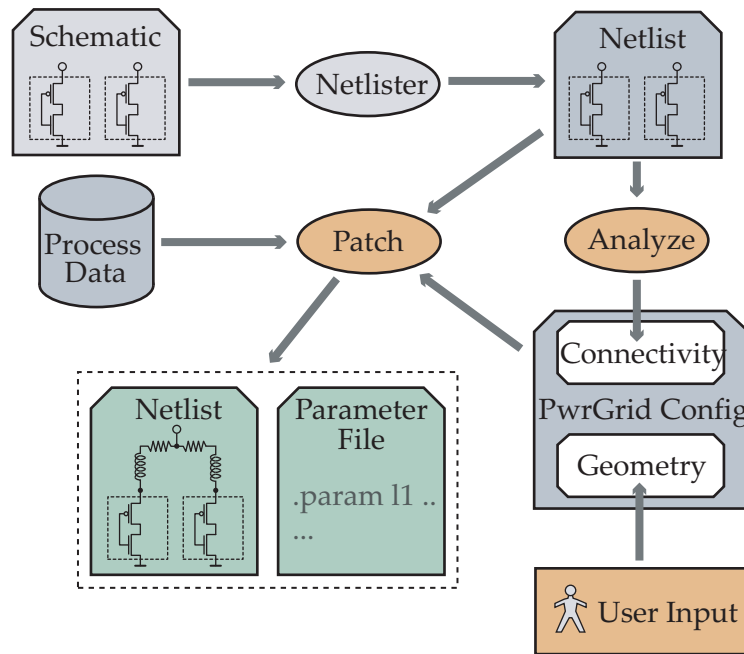 Schematic
Netlister
Netlist
Process
Data
Patch
Analyze
Connectivity
PwrGrid Config
Geometry
Netlist
Parameter
File
.param l1 ..
...
User Input